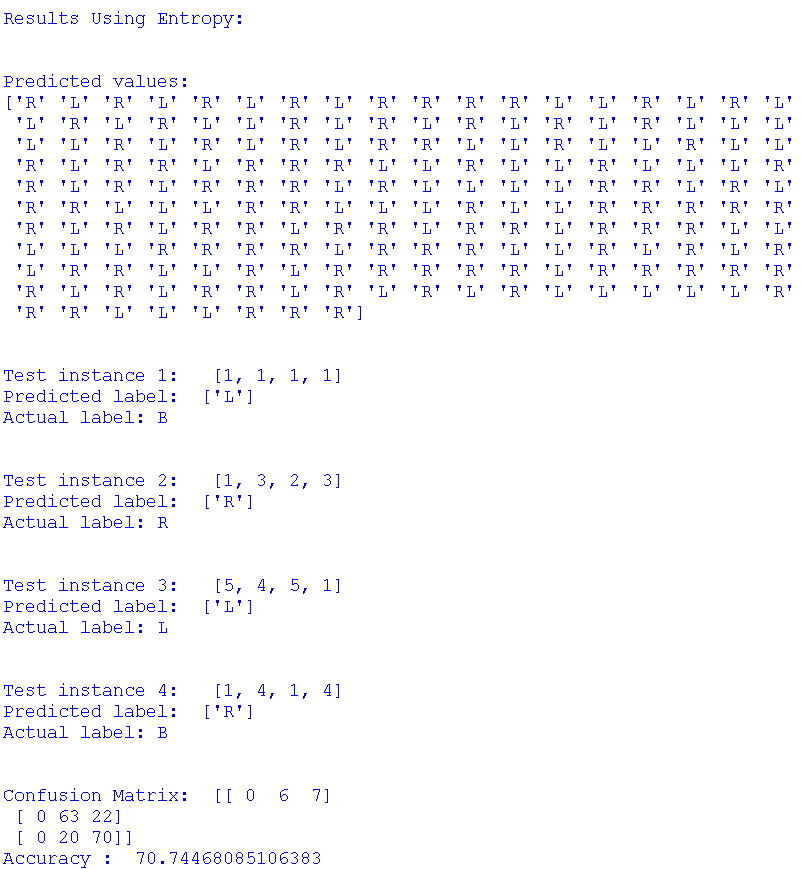 Results Using Entropy:
Predicted values:
['R' 'L' 'R' 'L' 'R' 'L' 'R' 'L' 'R' 'R' 'R' 'R' 'L' 'L' 'R' 'L' 'R' 'L'
'L' 'R' 'L' 'R' 'L' 'L' 'R' 'L' 'R' 'L' 'R' 'L' 'R' 'L' 'R' 'L' 'L' 'L'
'L' 'L' 'R' 'L' 'R' 'L' 'R' 'L' 'R' 'R' 'L' 'L' 'R' 'L' 'L' 'R' 'L' 'L'
'R' 'L' 'R' 'R' 'L' 'R' 'R' 'R' 'L' 'L' 'R' 'L' 'L' 'R' 'L' 'L' 'L' 'R'
'R' 'L' 'R' 'L' 'R' 'R' 'R' 'L' 'R' 'L' 'L' 'L' 'L' 'R' 'R' 'L' 'R' 'L'
'R' 'R' 'L' 'L' 'L' 'R' 'R' 'L' 'L' 'L' 'R' 'L' 'L' 'R' 'R' 'R' 'R' 'R'
'R' 'L' 'R' 'L' 'R' 'R' 'L' 'R' 'R' 'L' 'R' 'R' 'L' 'R' 'R' 'R' 'L' 'L'
'L' 'L' 'L' 'R' 'R' 'R' 'R' 'L' 'R' 'R' 'R' 'L' 'L' 'R' 'L' 'R' 'L' 'R'
'L' 'R' 'R' 'L' 'L' 'R' 'L' 'R' 'R' 'R' 'R' 'R' 'L' 'R' 'R' 'R' 'R' 'R'
'R' 'L' 'R' 'L' 'R' 'R' 'L' 'R' 'L' 'R' 'L' 'R' 'L' 'L' 'L' 'L' 'L' 'R'
'R' 'R' 'L' 'L' 'L' 'R' 'R' 'R']
Test instance 1:   [1, 1, 1, 1]
Predicted label:  ['L']
Actual label: B
Test instance 2:   [1, 3, 2, 3]
Predicted label:  ['R']
Actual label: R
Test instance 3:   [5, 4, 5, 1]
Predicted label:  ['L']
Actual label: L
Test instance 4:   [1, 4, 1, 4]
Predicted label:  ['R']
Actual label: B
Confusion Matrix:  [[ 0  6  7]
[ 0 63 22]
[ 0 20 70]]
Accuracy :  70.74468085106383